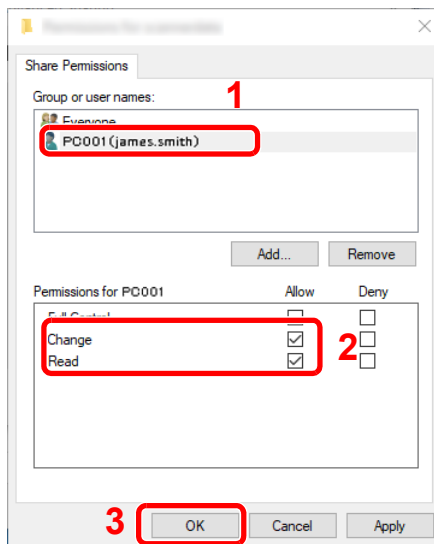 Share Permissions
Group or user names:
1
Everyone
PC001(james.smith)
Add...
Remove
Permissions for PC001
Allow
Deny
Full Control
Change
2
Read
3
OK
Cancel
Apply